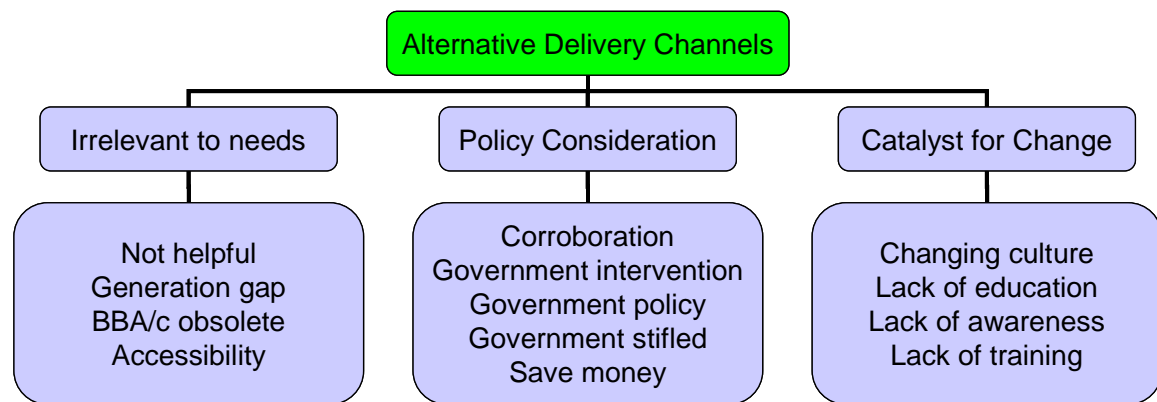 Alternative Delivery Channels
Irrelevant to needs
Policy Consideration
Catalyst for Change
Not helpful
Generation gap
BBA/c obsolete
Accessibility
Corroboration
Government intervention
Government policy
Government stifled
Save money
Changing culture
Lack of education
Lack of awareness
Lack of training